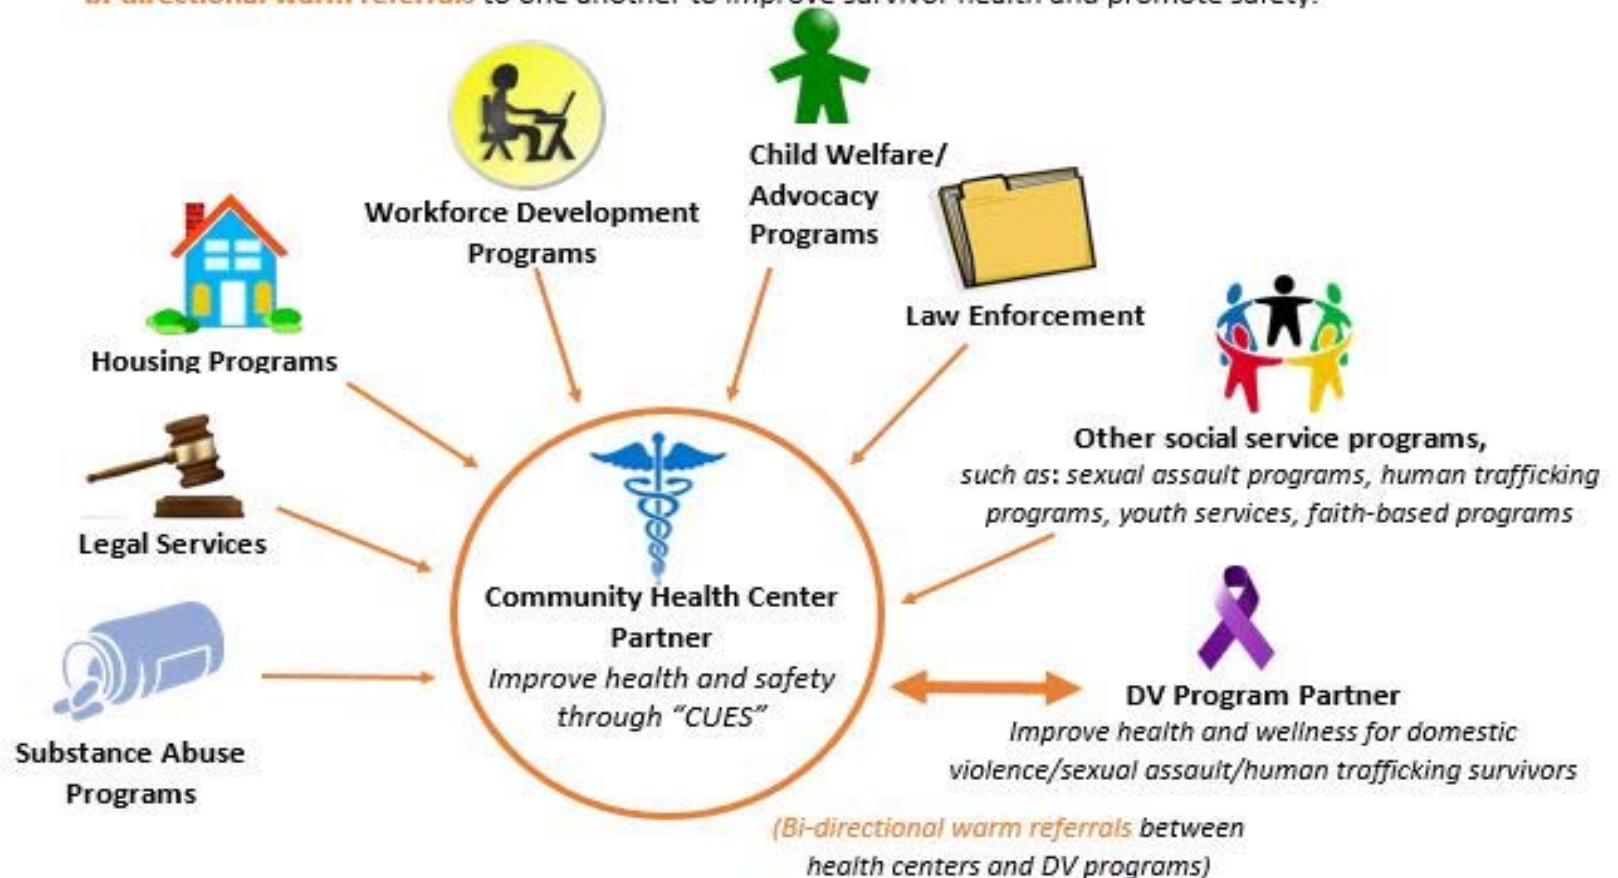 bi-directional warm referrals to one another to improve survivor health and promote safety.
Child Welfare/
Advocacy
Programs
Workforce Development
Programs
Law Enforcement
Housing Programs
Other social service programs,
such as: sexual assault programs, human trafficking
programs, youth services, faith-based programs
Legal Services
Community Health Center
Partner
Improve health and safety
through “CUES”
DV Program Partner
Improve health and wellness for domestic
violence/sexual assault/human trafficking survivors
Substance Abuse
Programs
(Bi-directional warm referrals between
health centers and DV programs)